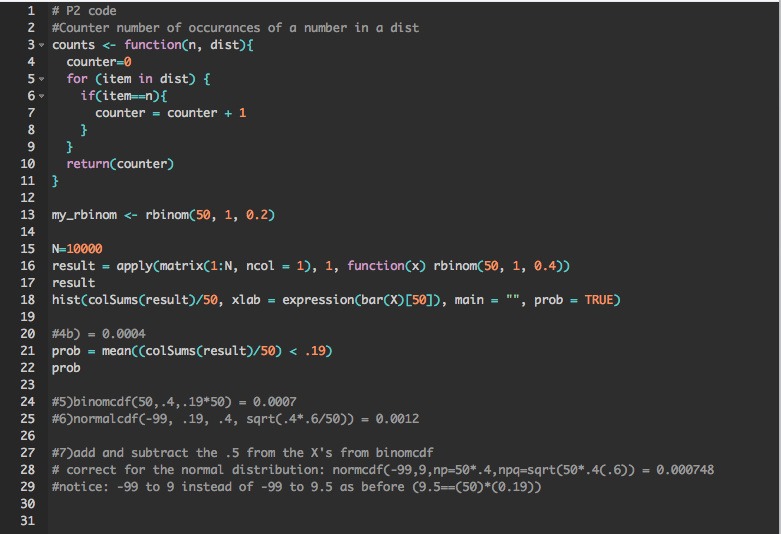 1 # P2 code
2 #Counter number of occurances of a number in a dist
3 counts <- function(n, dist){
4   counter=0
5   for (item in dist) {
6     if(item==n){
7       counter = counter + 1
8     }
9   }
10   return(counter)
11 }
12
13 my_rbinom <- rbinom(50, 1, 0.2)
14
15 N=10000
16 result = apply(matrix(1:N, ncol = 1), 1, function(x) rbinom(50, 1, 0.4))
17 result
18 hist(colSums(result)/50, xlab = expression(bar(X)[50]), main = "", prob = TRUE)
19
20 #4b) = 0.0004
21 prob = mean((colSums(result)/50) < .19)
22 prob
23
24 #5)binomcdf(50,.4,.19*50) = 0.0007
25 #6)normalcdf(-99, .19, .4, sqrt(.4*.6/50)) = 0.0012
26
27 #7)add and subtract the .5 from the X's from binomcdf
28 # correct for the normal distribution: normcdf(-99,9,np=50*.4,npq=sqrt(50*.4(.6)) = 0.000748
29 #notice: -99 to 9 instead of -99 to 9.5 as before (9.5==(50)*(0.19))
30
31